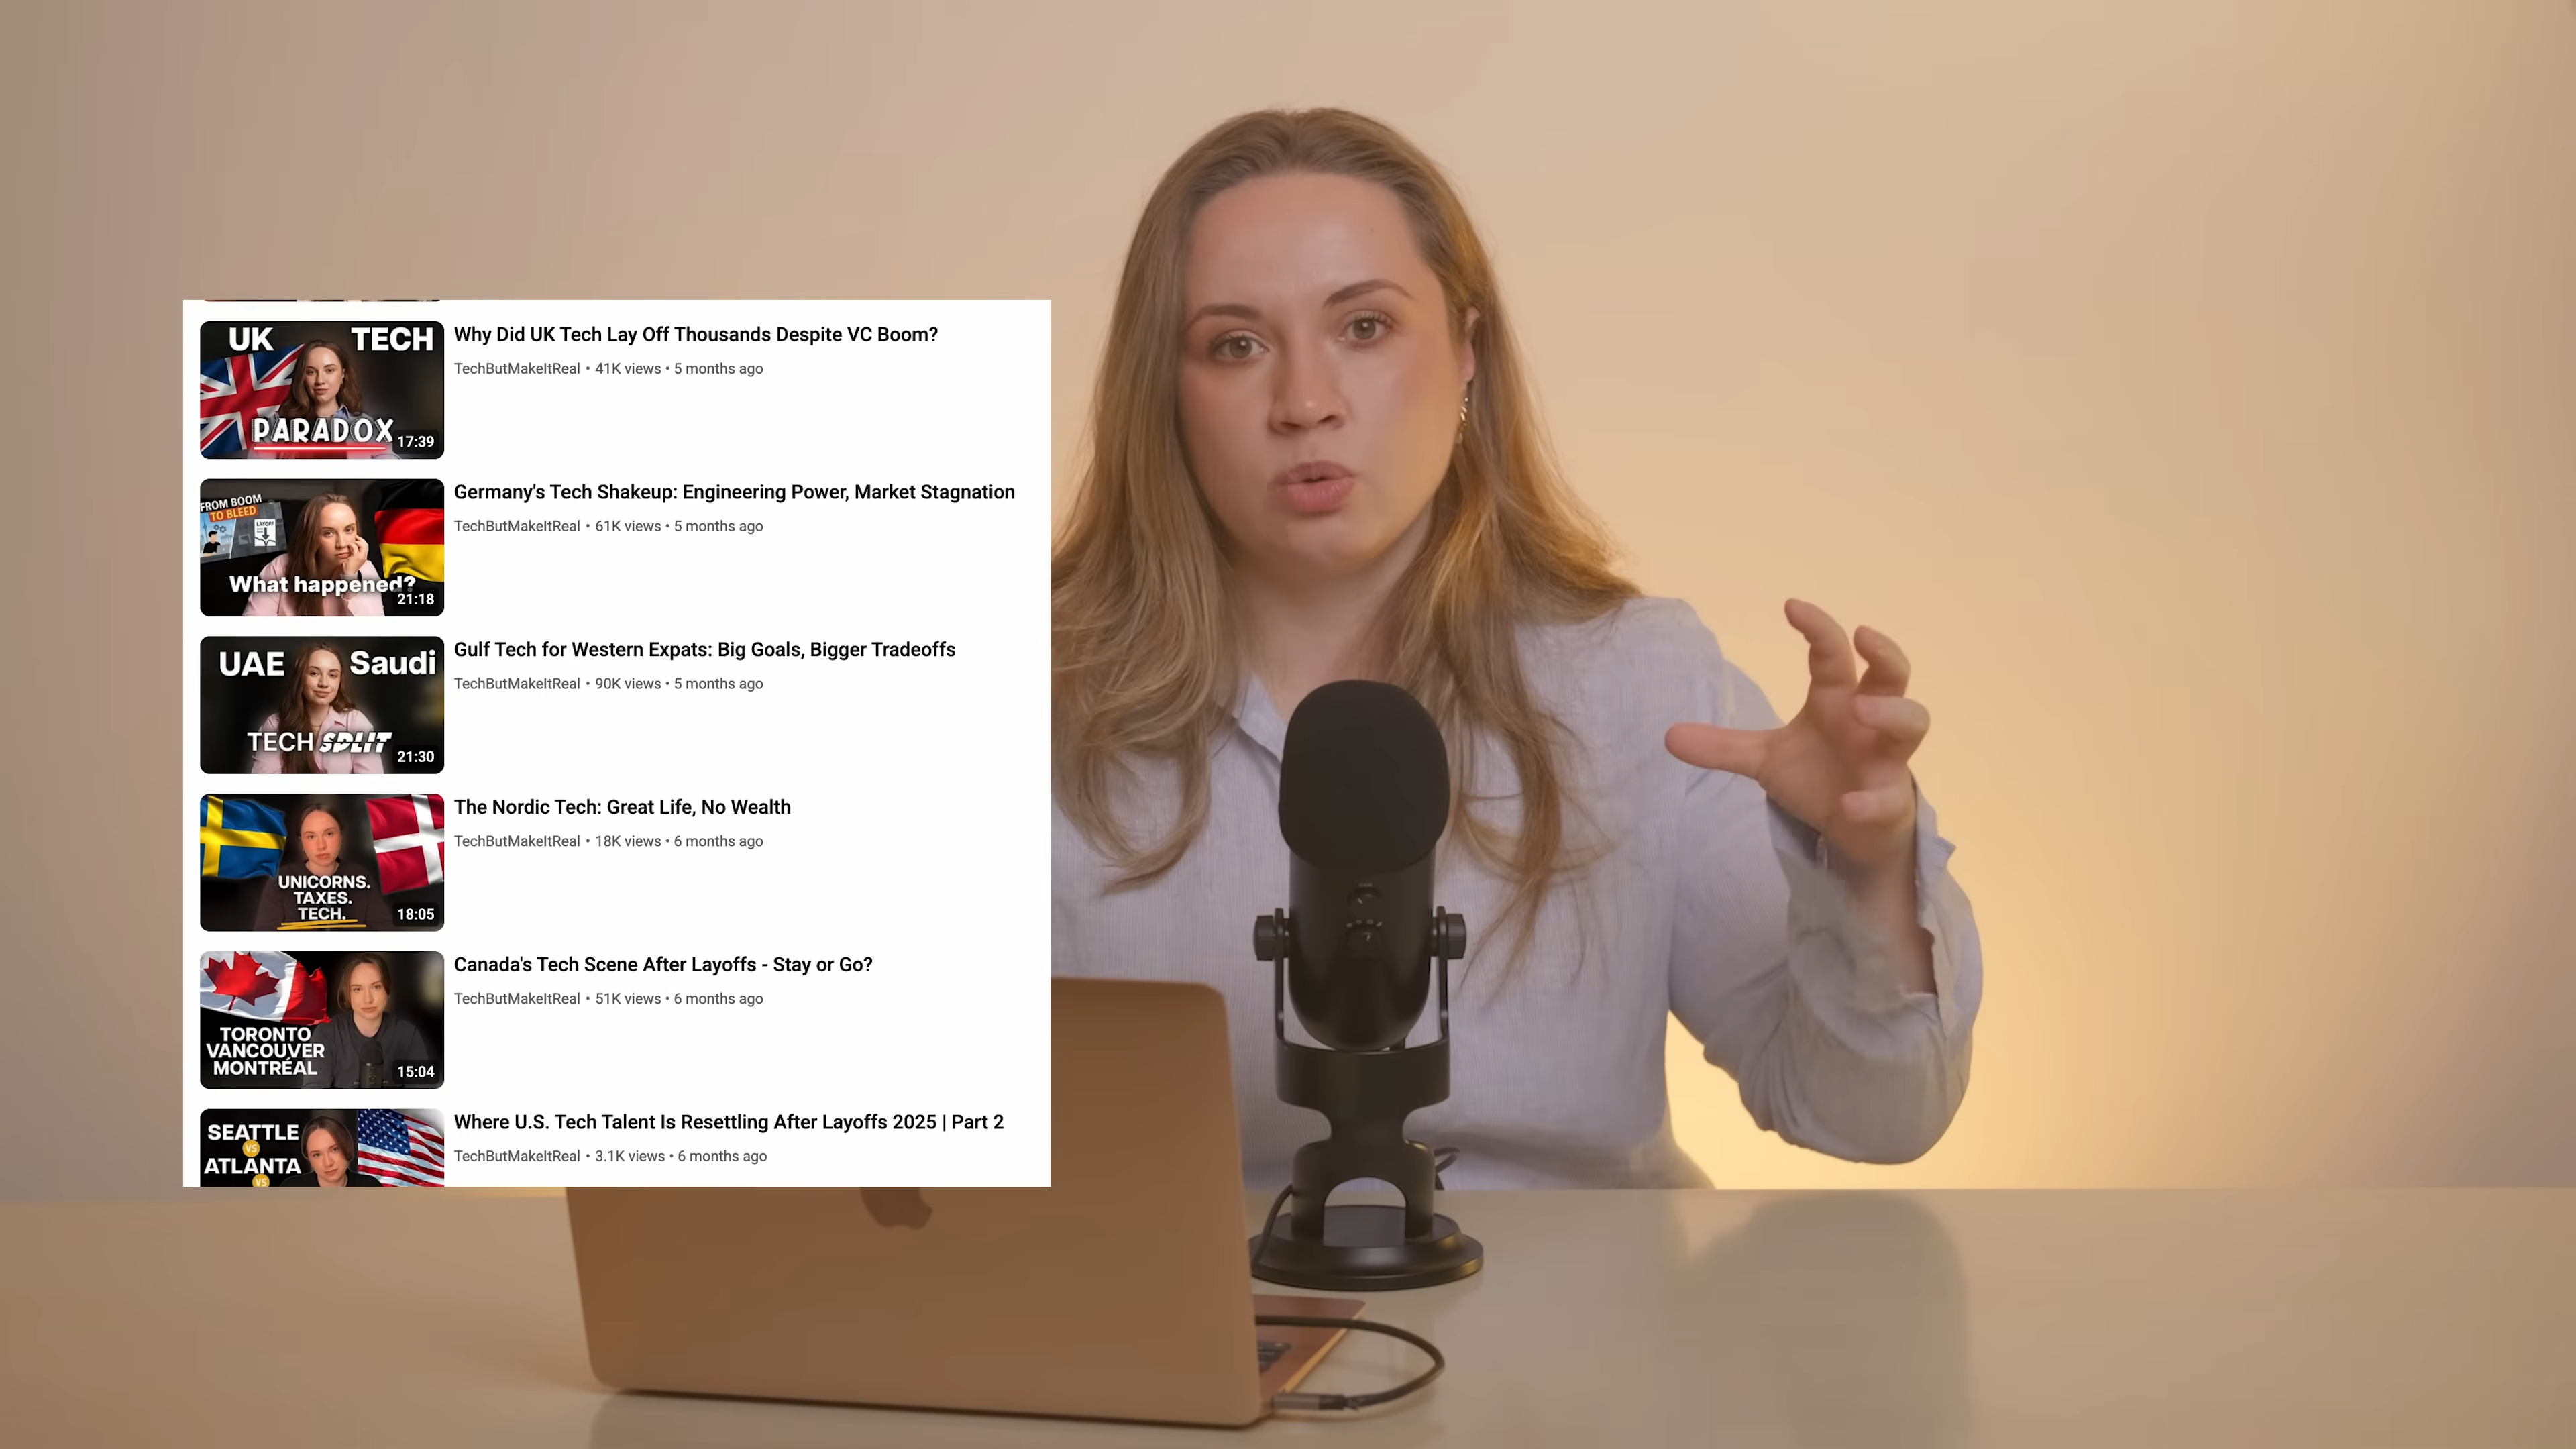 UK TECH
PARADOX
17:39
Why Did UK Tech Lay Off Thousands Despite VC Boom?
TechButMakeItReal • 41K views • 5 months ago
FROM BOOM
TO BLEED
LAYOFF
What happened?
21:18
Germany's Tech Shakeup: Engineering Power, Market Stagnation
TechButMakeItReal • 61K views • 5 months ago
UAE Saudi
TECH SPLIT
21:30
Gulf Tech for Western Expats: Big Goals, Bigger Tradeoffs
TechButMakeItReal • 90K views • 5 months ago
UNICORNS.
TAXES.
TECH.
18:05
The Nordic Tech: Great Life, No Wealth
TechButMakeItReal • 18K views • 6 months ago
TORONTO
VANCOUVER
MONTRÉAL
15:04
Canada's Tech Scene After Layoffs - Stay or Go?
TechButMakeItReal • 51K views • 6 months ago
SEATTLE
VS
ATLANTA
VS
Where U.S. Tech Talent Is Resettling After Layoffs 2025 | Part 2
TechButMakeItReal • 3.1K views • 6 months ago